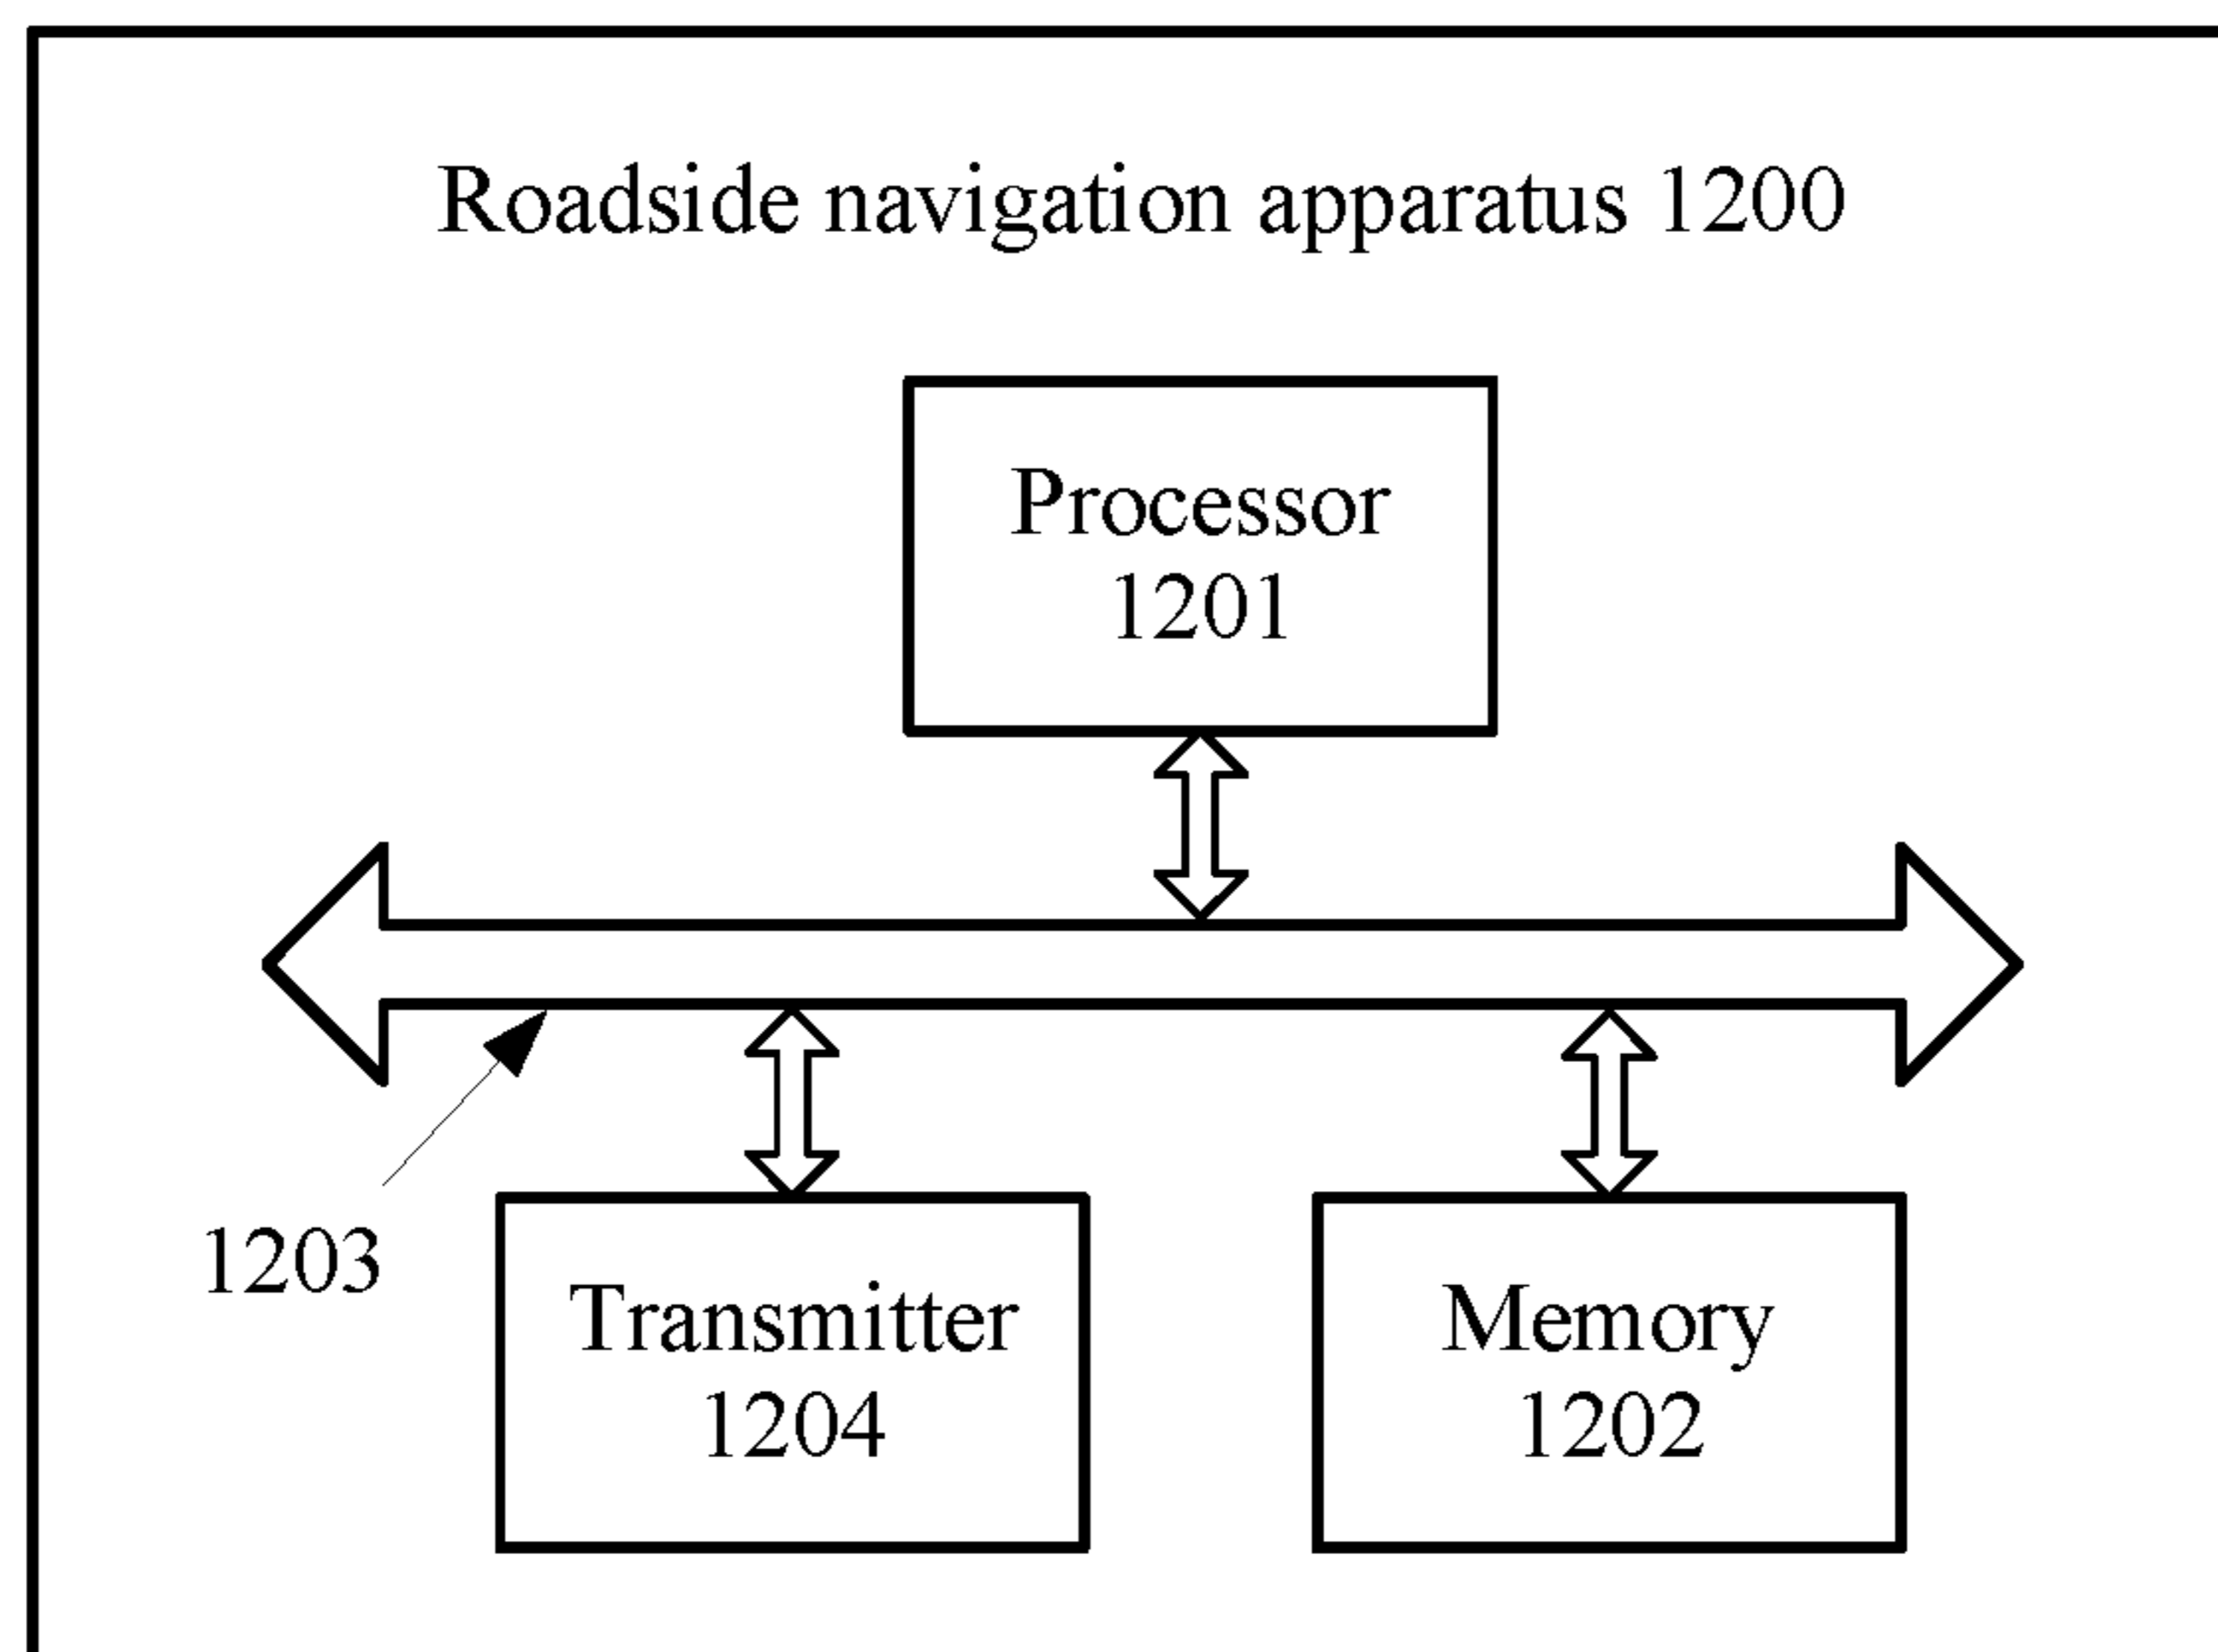 Roadside navigation apparatus 1200
Processor
1201
1203
Transmitter
1204
Memory
1202